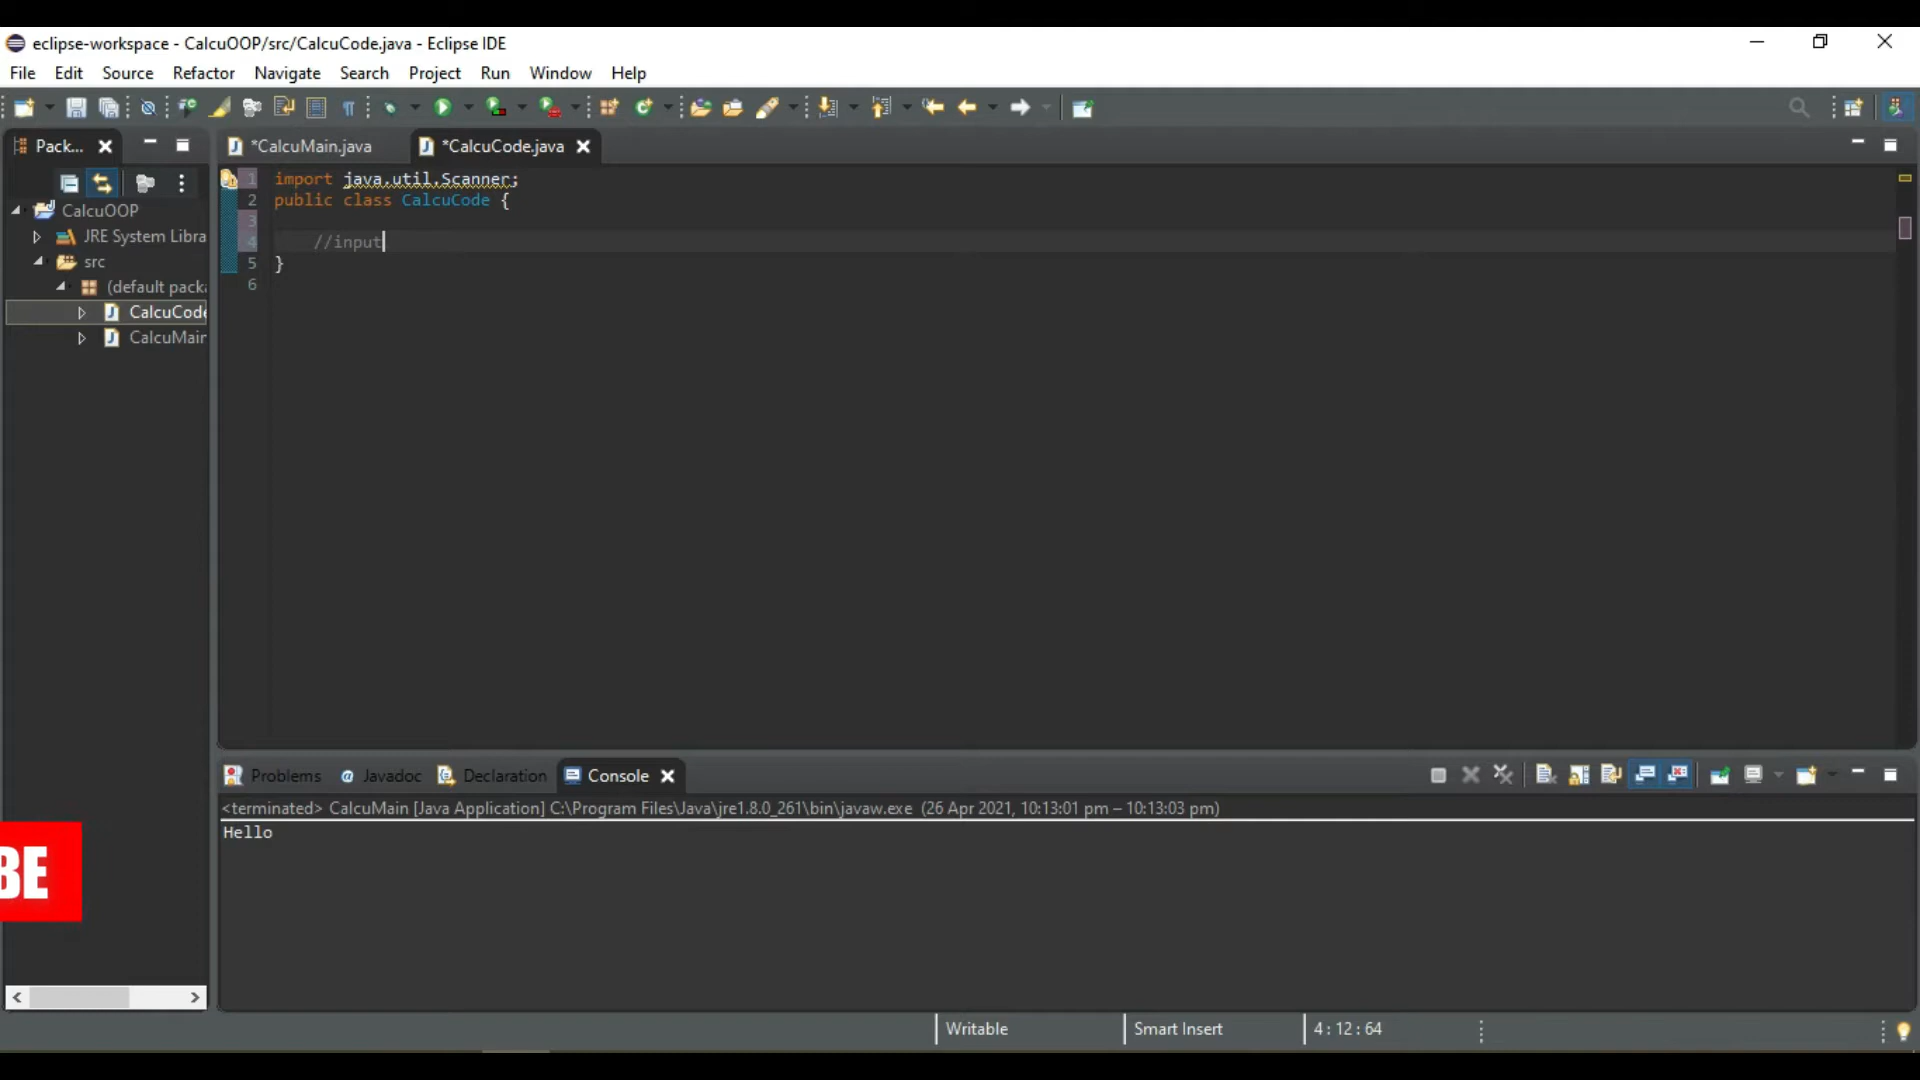 eclipse-workspace - CalcuOOP/src/CalcuCode.java - Eclipse IDE
File Edit Source Refactor Navigate Search Project Run Window Help
Pack...
*CalcuMain.java
*CalcuCode.java
CalcuOOP
JRE System Libra
src
(default packa
CalcuCode
CalcuMain
1 import java.util.Scanner;
2 public class CalcuCode {
3
4 //input
5 }
6
Problems @ Javadoc Declaration Console
<terminated> CalcuMain [Java Application] C:\Program Files\Java\jre1.8.0_261\bin\javaw.exe (26 Apr 2021, 10:13:01 pm – 10:13:03 pm)
Hello
BE
Writable
Smart Insert
4 : 12 : 64